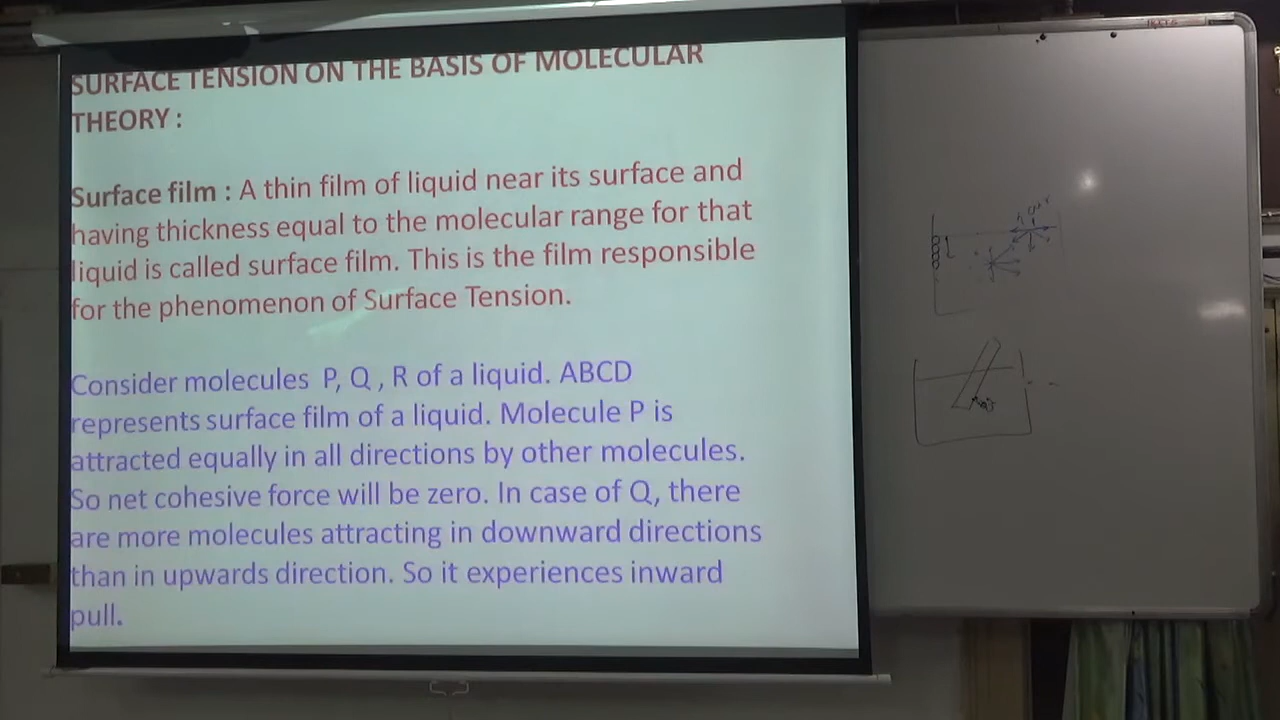 SURFACE TENSION ON THE BASIS OF MOLECULAR
THEORY :
Surface film : A thin film of liquid near its surface and
having thickness equal to the molecular range for that
liquid is called surface film. This is the film responsible
for the phenomenon of Surface Tension.
Consider molecules P, Q , R of a liquid. ABCD
represents surface film of a liquid. Molecule P is
attracted equally in all directions by other molecules.
So net cohesive force will be zero. In case of Q, there
are more molecules attracting in downward directions
than in upwards direction. So it experiences inward
pull.